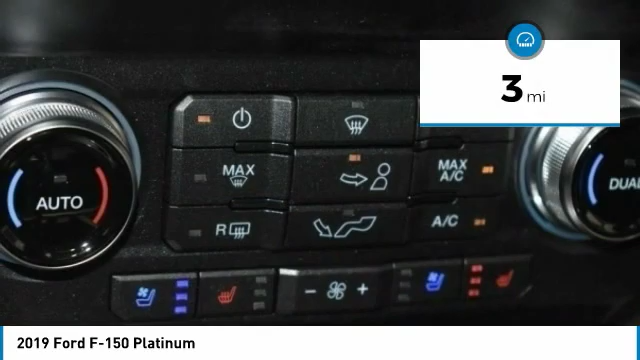 3 mi
MAX
MAX
A/C
AUTO
DUAL
R
A/C
- +
2019 Ford F-150 Platinum